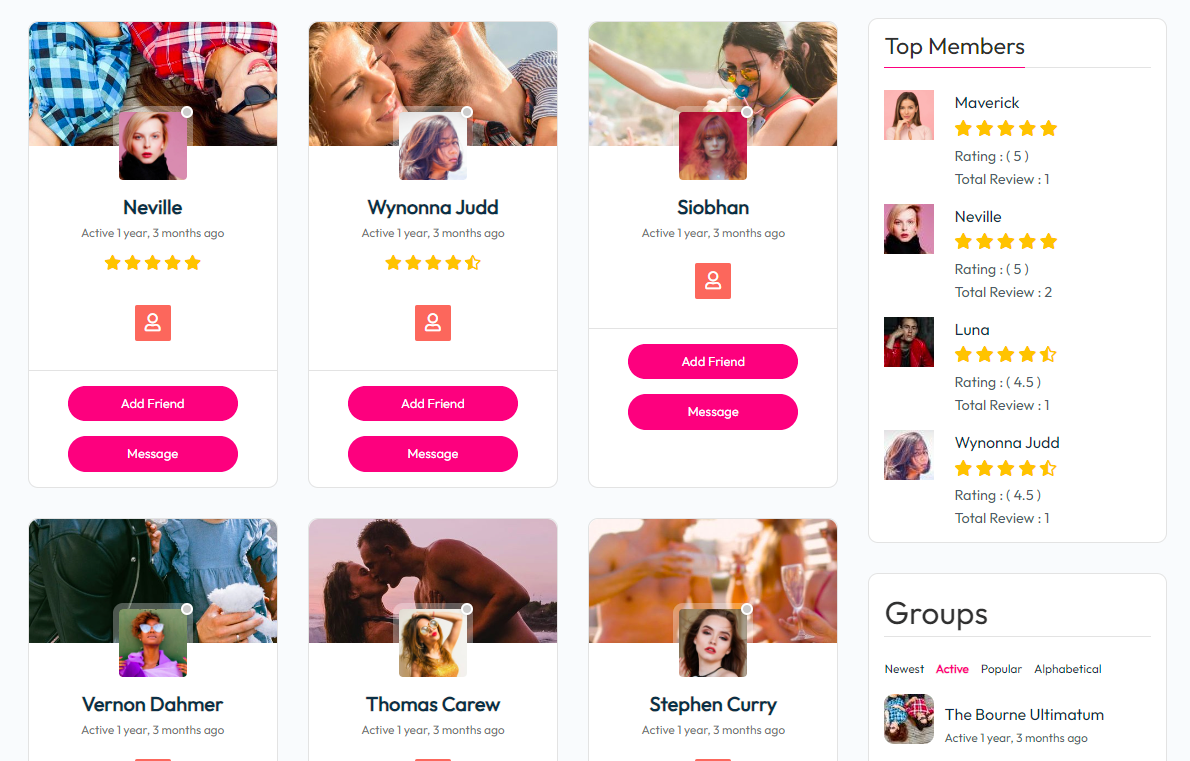 Neville
Active 1 year, 3 months ago
Add Friend
Message
Wynonna Judd
Active 1 year, 3 months ago
Add Friend
Message
Siobhan
Active 1 year, 3 months ago
Add Friend
Message
Vernon Dahmer
Active 1 year, 3 months ago
Thomas Carew
Active 1 year, 3 months ago
Stephen Curry
Active 1 year, 3 months ago
Top Members
Maverick
Rating : ( 5 )
Total Review : 1
Neville
Rating : ( 5 )
Total Review : 2
Luna
Rating : ( 4.5 )
Total Review : 1
Wynonna Judd
Rating : ( 4.5 )
Total Review : 1
Groups
Newest Active Popular Alphabetical
The Bourne Ultimatum
Active 1 year, 3 months ago